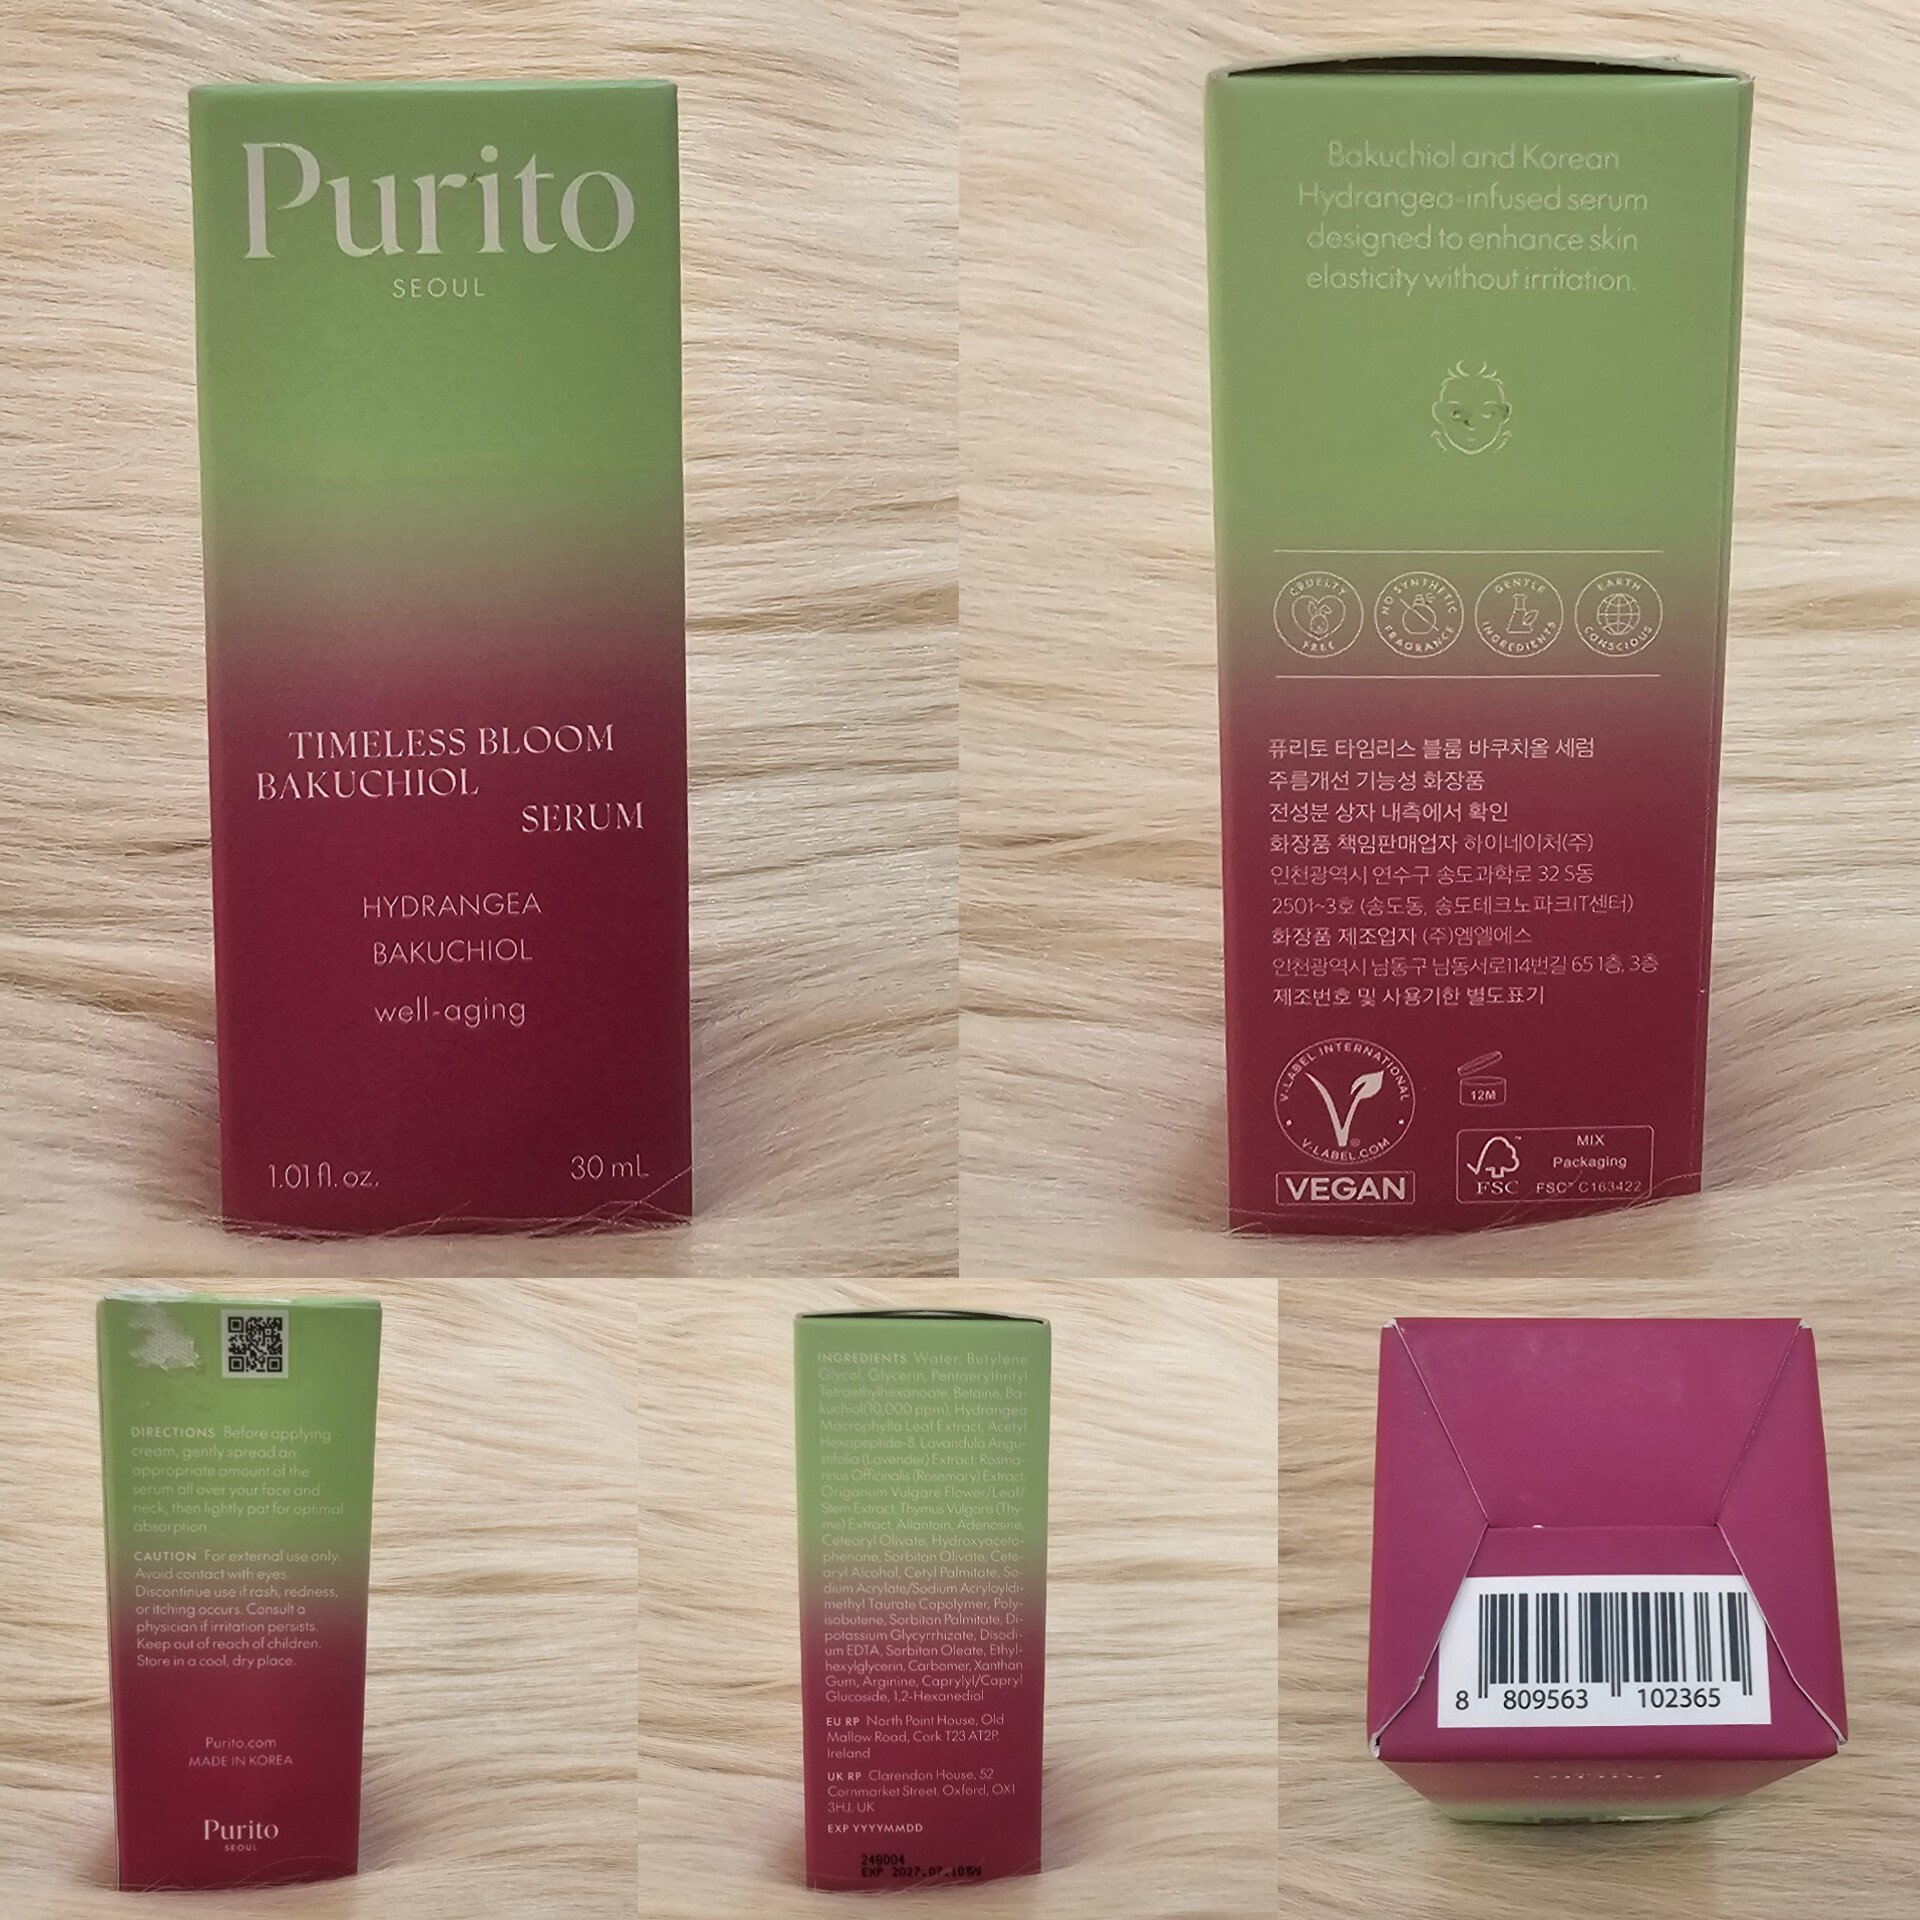 Purito
SEOUL
TIMELESS BLOOM
BAKUCHIOL
SERUM
HYDRANGEA
BAKUCHIOL
well-aging
1.01 fl. oz.
30 mL
Bakuchiol and Korean
Hydrangea-infused serum
designed to enhance skin
elasticity without irritation.
CRUELTY FREE
NO SYNTHETIC FRAGRANCE
GENTLE INGREDIENTS
EARTH CONSCIOUS
퓨리토 타임리스 블룸 바쿠치올 세럼
주름개선 기능성 화장품
전성분 상자 내측에서 확인
화장품 책임판매업자 하이네이처(주)
인천광역시 연수구 송도과학로 32 S동
2501~3호 (송도동, 송도테크노파크IT센터)
화장품 제조업자 (주)엠엘에스
인천광역시 남동구 남동서로114번길 65 1층, 3층
제조번호 및 사용기한 별도표기
V-LABEL INTERNATIONAL
V-LABEL.COM
VEGAN
12M
FSC
MIX
Packaging
FSC® C163422
DIRECTIONS Before applying
cream, gently spread an
appropriate amount of the
serum all over your face and
neck, then lightly pat for optimal
absorption.
CAUTION For external use only.
Avoid contact with eyes.
Discontinue use if rash, redness,
or itching occurs. Consult a
physician if irritation persists.
Keep out of reach of children.
Store in a cool, dry place.
Purito.com
MADE IN KOREA
Purito
SEOUL
INGREDIENTS Water, Butylene
Glycol, Glycerin, Pentaerythrityl
Tetraethylhexanoate, Betaine, Ba-
kuchiol(10,000 ppm), Hydrangea
Macrophylla Leaf Extract, Acetyl
Hexapeptide-8, Lavandula Angu-
stifolia (Lavender) Extract, Rosma-
rinus Officinalis (Rosemary) Extract,
Origanum Vulgare Flower/Leaf/
Stem Extract, Thymus Vulgaris (Thy-
me) Extract, Allantoin, Adenosine,
Cetearyl Olivate, Hydroxyaceto-
phenone, Sorbitan Olivate, Cete-
aryl Alcohol, Cetyl Palmitate, So-
dium Acrylate/Sodium Acryloyldi-
methyl Taurate Copolymer, Poly-
isobutene, Sorbitan Palmitate, Di-
potassium Glycyrrhizate, Disodi-
um EDTA, Sorbitan Oleate, Ethyl-
hexylglycerin, Carbomer, Xanthan
Gum, Arginine, Caprylyl/Capryl
Glucoside, 1,2-Hexanediol
EU RP North Point House, Old
Mallow Road, Cork T23 AT2P,
Ireland
UK RP Clarendon House, 52
Cornmarket Street, Oxford, OX1
3HJ, UK
EXP YYYYMMDD
24G004
EXP 2027.07.10
8 809563 102365